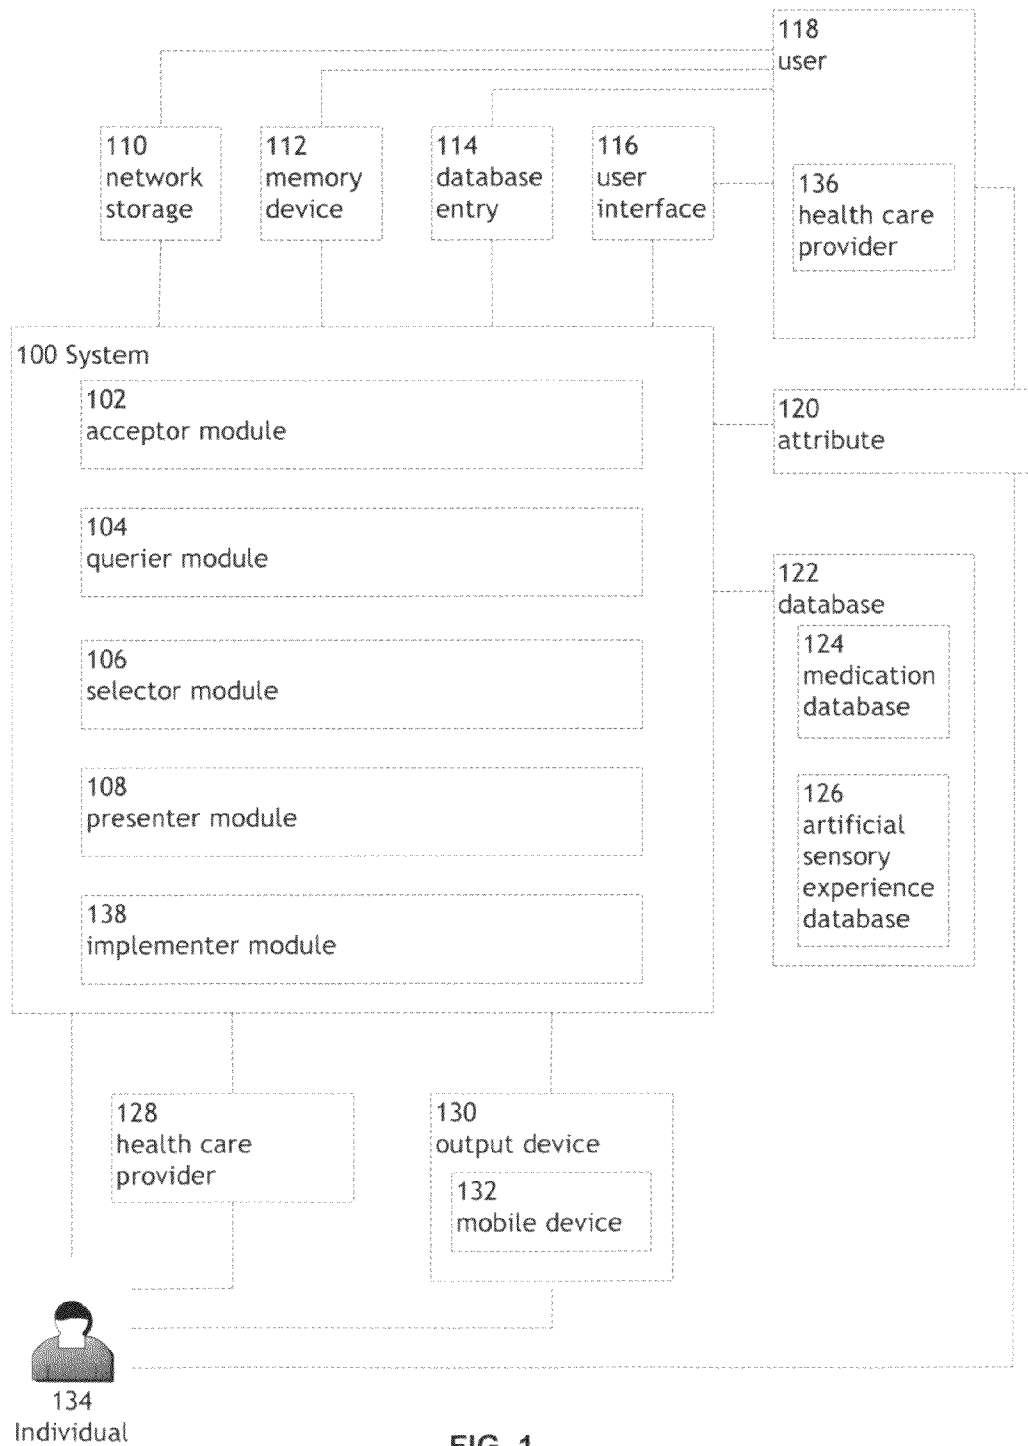 118
user
110
network
storage
112
memory
device
114
database
entry
116
user
interface
136
health care
provider
100 System
102
acceptor module
120
attribute
104
querier module
122
database
124
medication
database
106
selector module
108
presenter module
126
artificial
sensory
experience
database
138
implementer module
128
health care
provider
130
output device
132
mobile device
134
Individual
FIG. 1